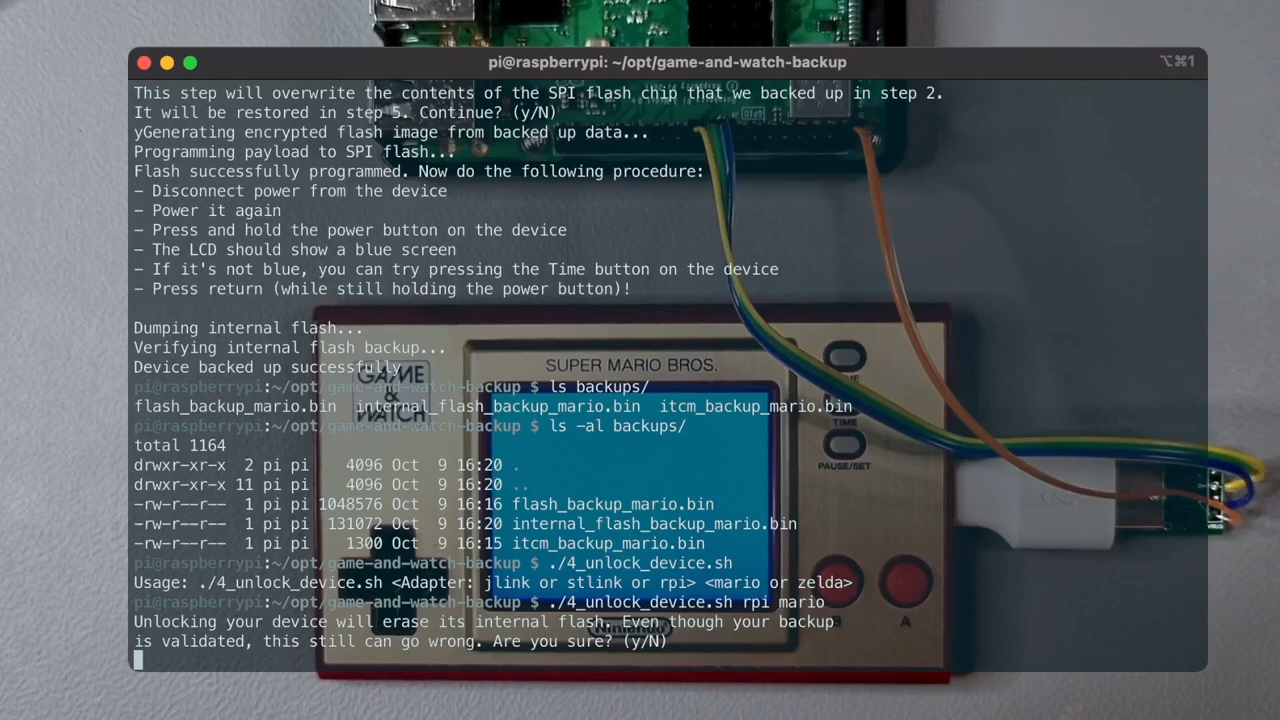 pi@raspberrypi: ~/opt/game-and-watch-backup
⌥⌘1
This step will overwrite the contents of the SPI flash chip that we backed up in step 2.
It will be restored in step 5. Continue? (y/N)
yGenerating encrypted flash image from backed up data...
Programming payload to SPI flash...
Flash successfully programmed. Now do the following procedure:
- Disconnect power from the device
- Power it again
- Press and hold the power button on the device
- The LCD should show a blue screen
- If it's not blue, you can try pressing the Time button on the device
- Press return (while still holding the power button)!
Dumping internal flash...
Verifying internal flash backup...
Device backed up successfully
pi@raspberrypi:~/opt/game-and-watch-backup $ ls backups/
flash_backup_mario.bin  internal_flash_backup_mario.bin  itcm_backup_mario.bin
pi@raspberrypi:~/opt/game-and-watch-backup $ ls -al backups/
total 1164
drwxr-xr-x  2 pi pi    4096 Oct  9 16:20 .
drwxr-xr-x 11 pi pi    4096 Oct  9 16:20 ..
-rw-r--r--  1 pi pi 1048576 Oct  9 16:16 flash_backup_mario.bin
-rw-r--r--  1 pi pi  131072 Oct  9 16:20 internal_flash_backup_mario.bin
-rw-r--r--  1 pi pi    1300 Oct  9 16:15 itcm_backup_mario.bin
pi@raspberrypi:~/opt/game-and-watch-backup $ ./4_unlock_device.sh
Usage: ./4_unlock_device.sh <Adapter: jlink or stlink or rpi> <mario or zelda>
pi@raspberrypi:~/opt/game-and-watch-backup $ ./4_unlock_device.sh rpi mario
Unlocking your device will erase its internal flash. Even though your backup
is validated, this still can go wrong. Are you sure? (y/N)
SUPER MARIO BROS.
GAME
&
WATCH
TIME
PAUSE/SET
B
A
Nintendo